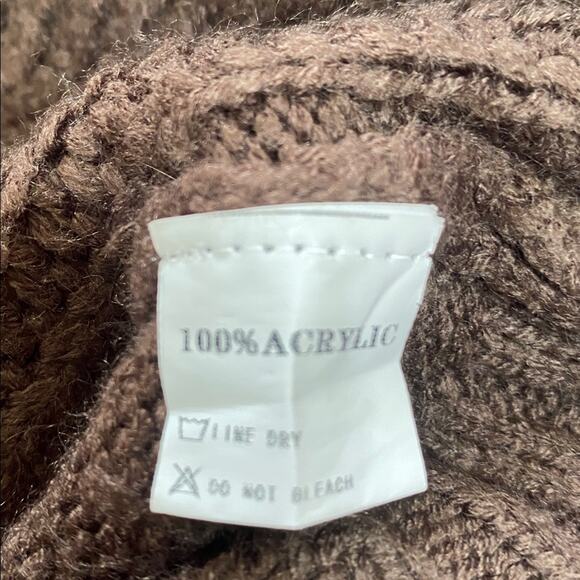 100%ACRYLIC
LINE DRY
DO NOT BLEACH